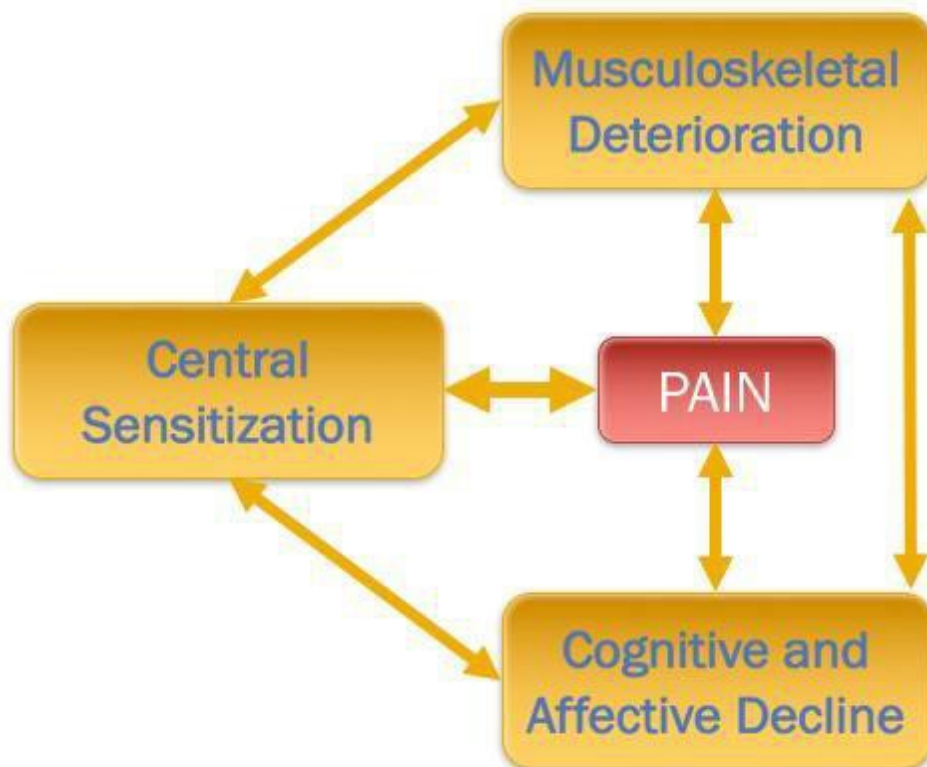 Musculoskeletal
Deterioration
Central
Sensitization
PAIN
Cognitive and
Affective Decline